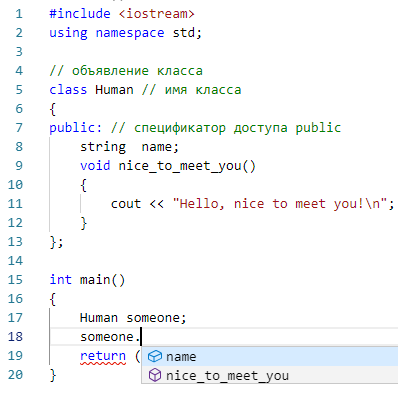 1 #include <iostream>
2 using namespace std;
3
4 // объявление класса
5 class Human // имя класса
6 {
7 public: // спецификатор доступа public
8 string  name;
9 void nice_to_meet_you()
10 {
11 cout << "Hello, nice to meet you!\n";
12 }
13 };
14
15 int main()
16 {
17 Human someone;
18 someone.
19 return ( name
20 } nice_to_meet_you